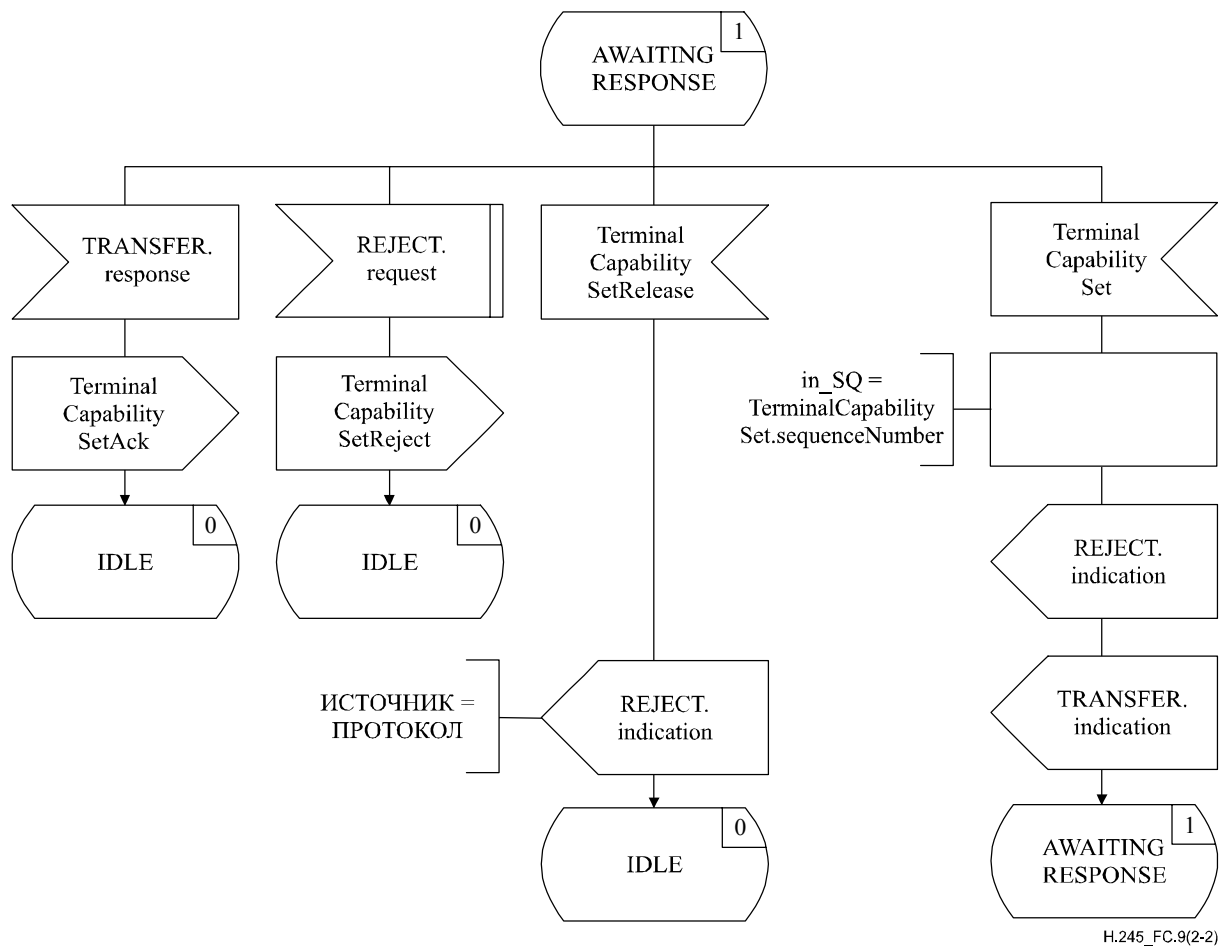 1
AWAITING
RESPONSE
TRANSFER.
response
REJECT.
request
Terminal
Capability
SetRelease
Terminal
Capability
Set
Terminal
Capability
SetAck
Terminal
Capability
SetReject
in_SQ =
TerminalCapability
Set.sequenceNumber
0
IDLE
0
IDLE
REJECT.
indication
ИСТОЧНИК =
ПРОТОКОЛ
REJECT.
indication
TRANSFER.
indication
0
IDLE
1
AWAITING
RESPONSE
H.245_FC.9(2-2)